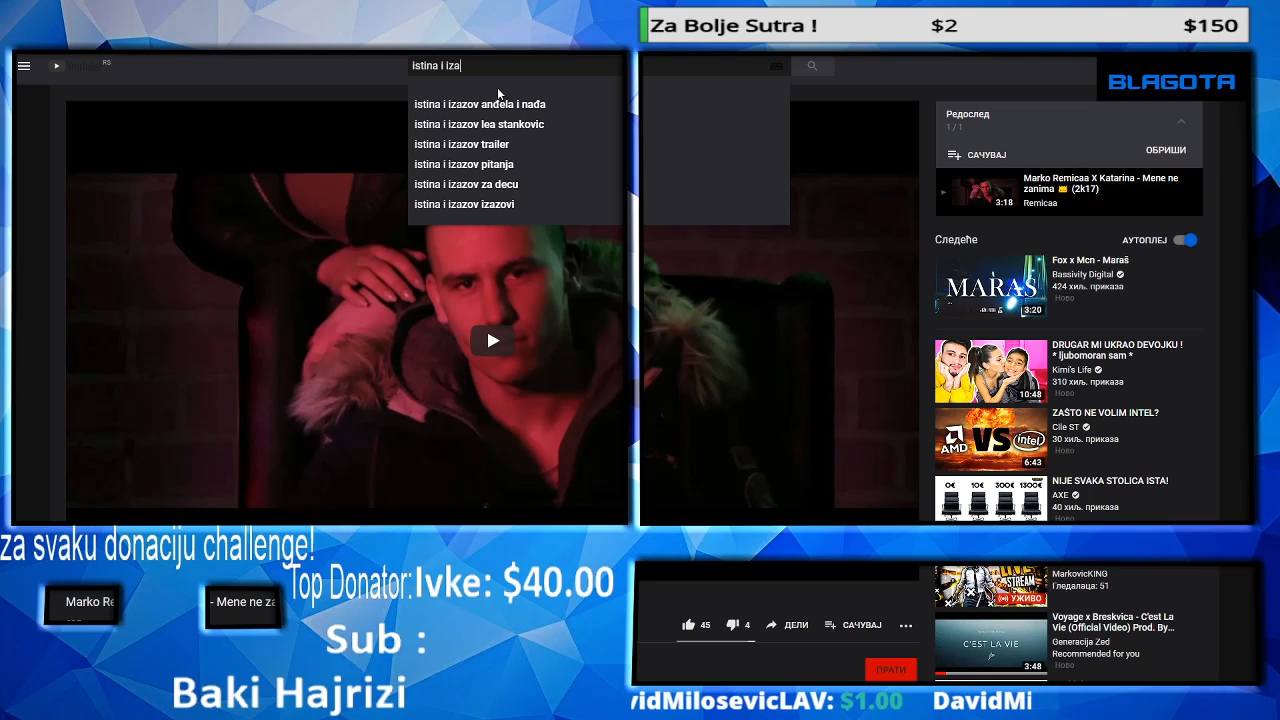 Za Bolje Sutra ! $2 $150
RS
istina i iza
BLAGOTA
istina i izazov anđela i nađa
istina i izazov lea stankovic
istina i izazov trailer
istina i izazov pitanja
istina i izazov za decu
istina i izazov izazovi
Редослед
1 / 1
САЧУВАЈ
ОБРИШИ
Marko Remicaa X Katarina - Mene ne
zanima 👑 (2k17)
Remicaa
3:18
Следеће
АУТОПЛЕЈ
Fox x Mcn - Maraš
Bassivity Digital
424 хиљ. приказа
Ново
MARAŠ
3:20
DRUGAR MI UKRAO DEVOJKU !
* ljubomoran sam *
Kimi's Life
310 хиљ. приказа
10:48
ZAŠTO NE VOLIM INTEL?
Cile ST
30 хиљ. приказа
Ново
AMD VS intel
6:43
NIJE SVAKA STOLICA ISTA!
AXE
40 хиљ. приказа
Ново
0€ 10€ 300€ 1300€
za svaku donaciju challenge!
Top Donator: Ivke: $40.00
Marko Re
- Mene ne za
Sub :
Baki Hajrizi
45
4
ДЕЛИ
САЧУВАЈ
ПРАТИ
LIVE
STREAM
УЖИВО
MarkovicKING
Гледалаца: 51
Voyage x Breskvica - C'est La
Vie (Official Video) Prod. By...
Generacija Zed
Recommended for you
Ново
C'EST LA VIE
3:48
vidMilosevicLAV: $1.00 DavidMi